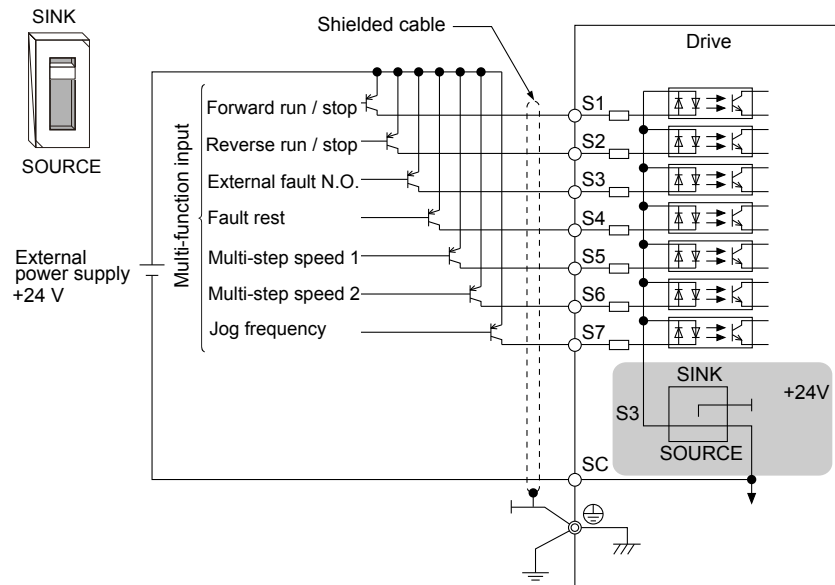 SINK
SOURCE
Shielded cable
Drive
Multi-function input
Forward run / stop
Reverse run / stop
External fault N.O.
Fault rest
Multi-step speed 1
Multi-step speed 2
Jog frequency
External
power supply
+24 V
S1
S2
S3
S4
S5
S6
S7
SINK
+24V
S3
SOURCE
SC